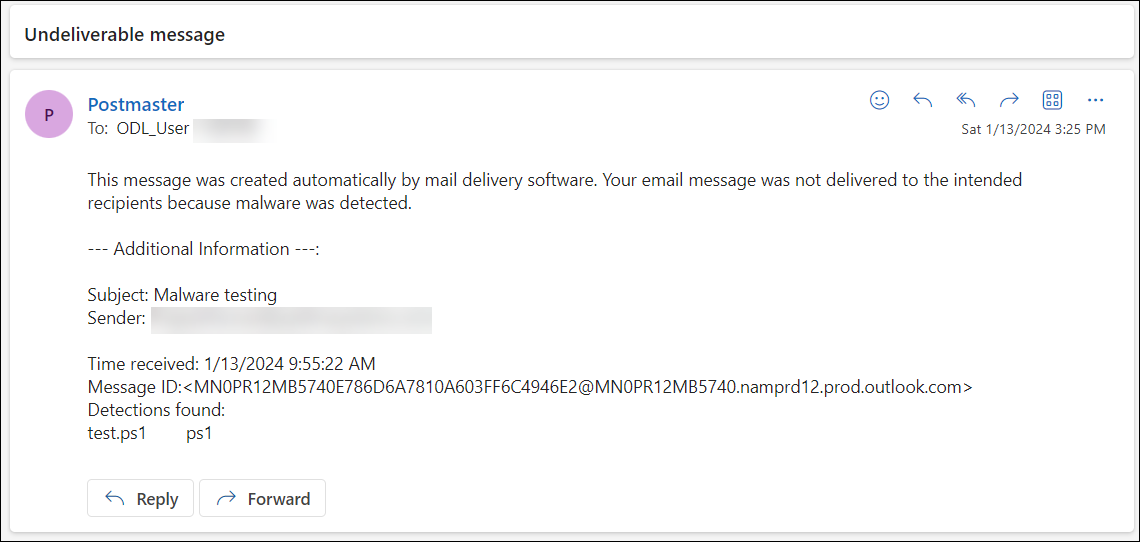 Undeliverable message
P
Postmaster
To: ODL_User
Sat 1/13/2024 3:25 PM
This message was created automatically by mail delivery software. Your email message was not delivered to the intended
recipients because malware was detected.
--- Additional Information ---:
Subject: Malware testing
Sender:
Time received: 1/13/2024 9:55:22 AM
Message ID:<MN0PR12MB5740E786D6A7810A603FF6C4946E2@MN0PR12MB5740.namprd12.prod.outlook.com>
Detections found:
test.ps1 ps1
Reply Forward